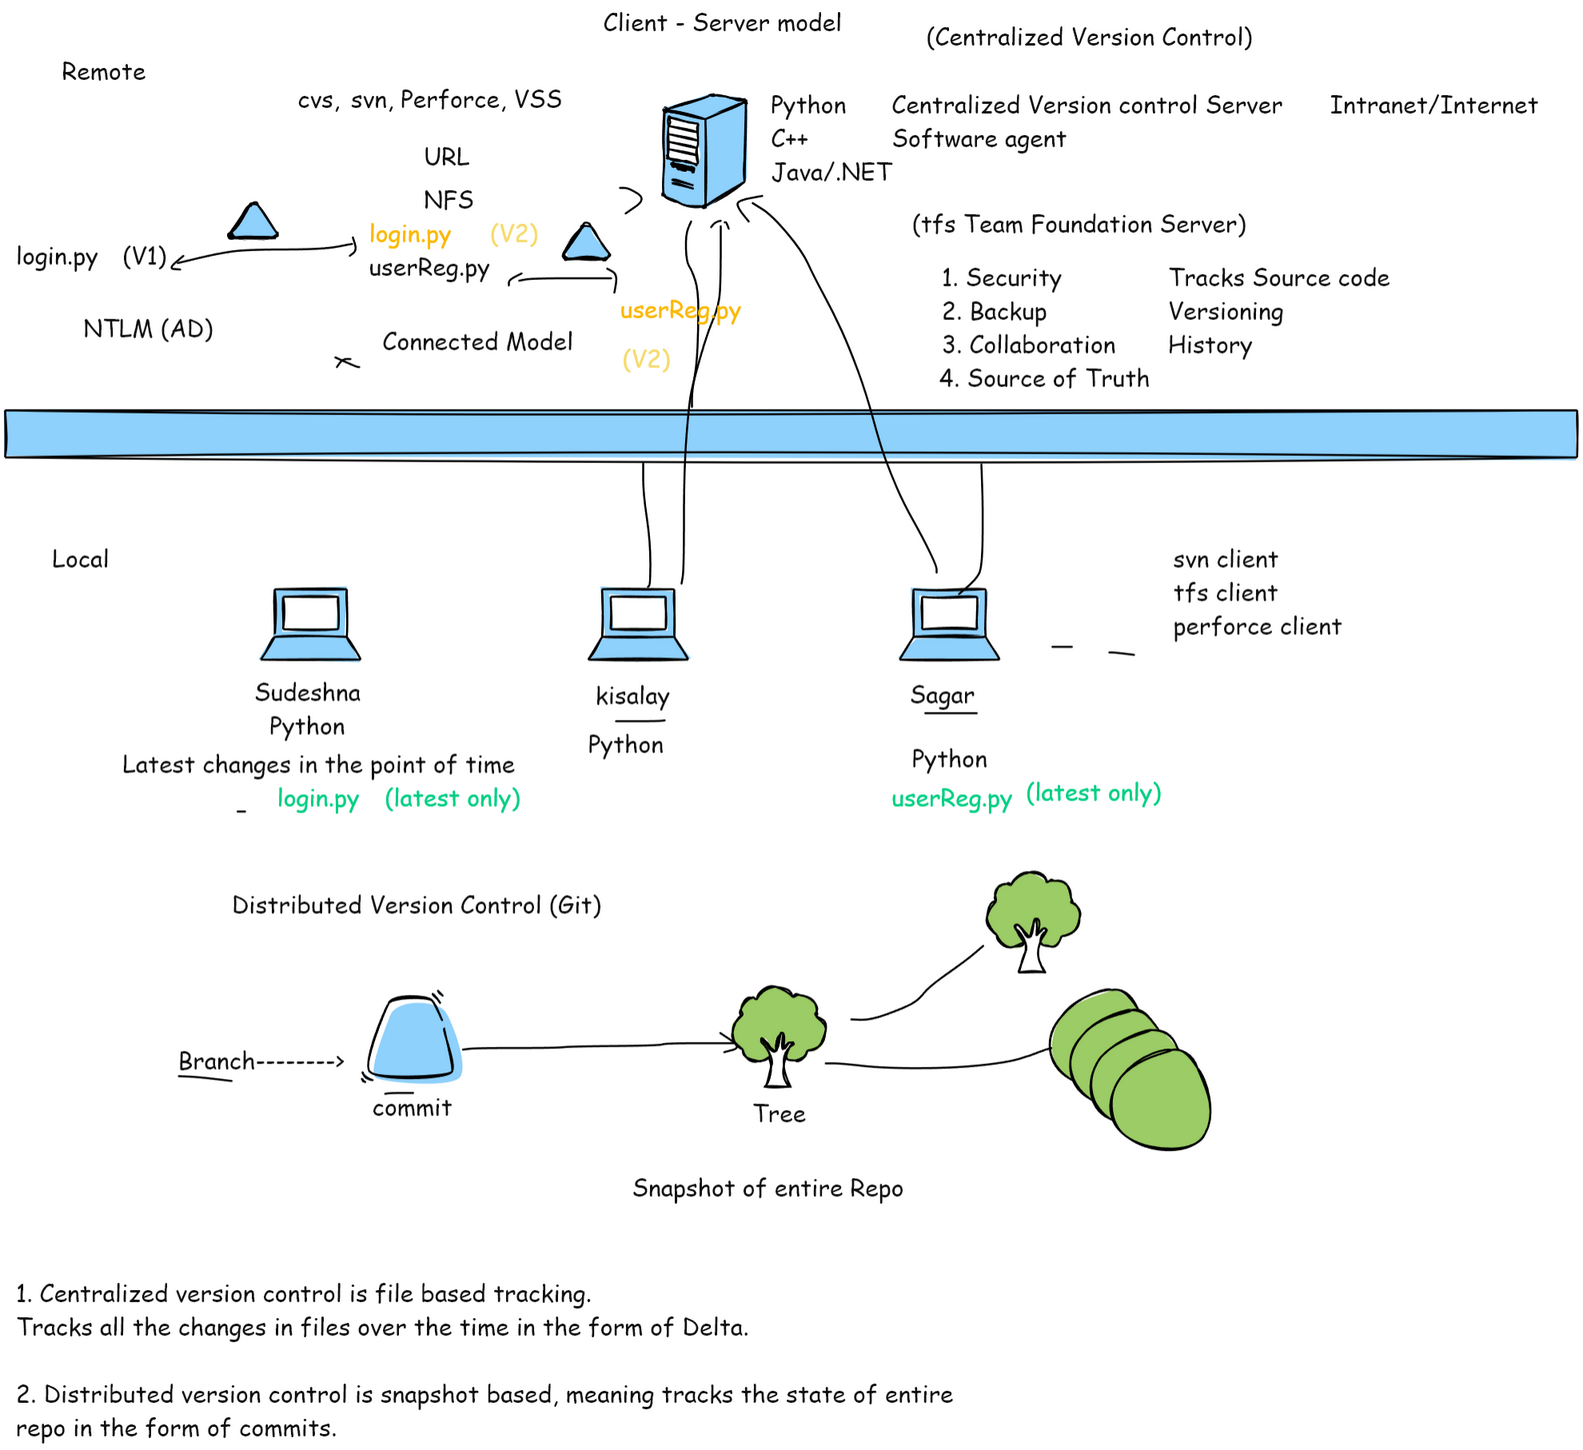 Client - Server model
(Centralized Version Control)
Remote
cvs, svn, Perforce, VSS
Python
C++
Java/.NET
Centralized Version control Server
Software agent
Intranet/Internet
URL
NFS
login.py (V2)
userReg.py
login.py (V1)
userReg.py
(V2)
NTLM (AD)
Connected Model
(tfs Team Foundation Server)
1. Security
2. Backup
3. Collaboration
4. Source of Truth
Tracks Source code
Versioning
History
Local
svn client
tfs client
perforce client
Sudeshna
Python
Latest changes in the point of time
login.py (latest only)
kisalay
Python
Sagar
Python
userReg.py (latest only)
Distributed Version Control (Git)
Branch-------->
commit
Tree
Snapshot of entire Repo
1. Centralized version control is file based tracking.
Tracks all the changes in files over the time in the form of Delta.
2. Distributed version control is snapshot based, meaning tracks the state of entire
repo in the form of commits.